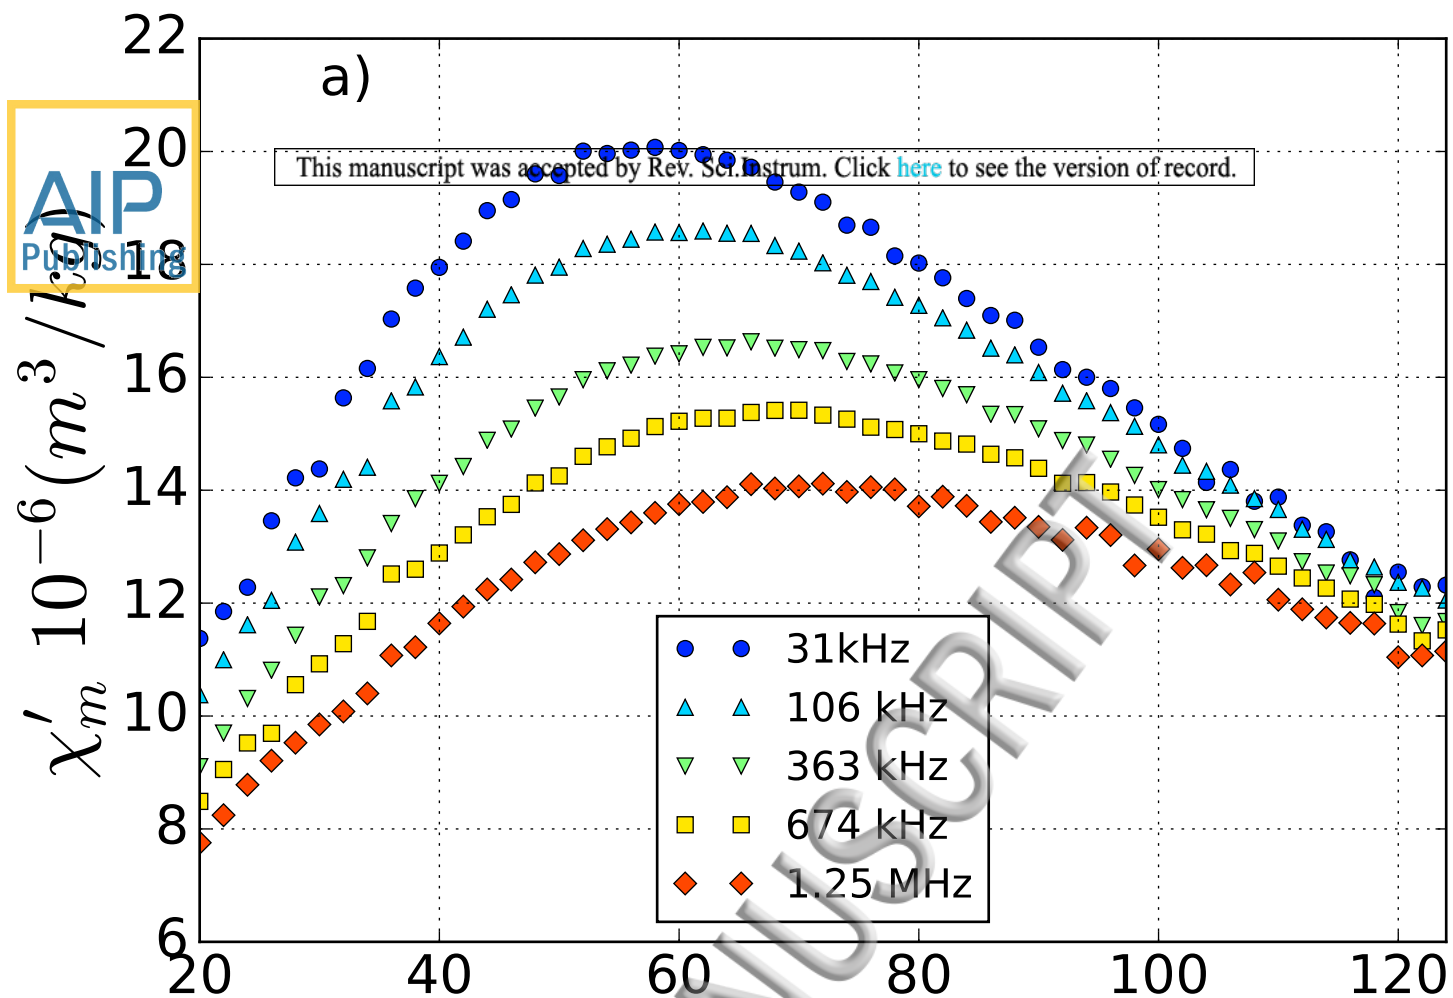 22
a)
20
This manuscript was accepted by Rev. Sci. Instrum. Click here to see the version of record.
AIP
Publishing
18
χ′m 10−6(m3/kg)
16
14
12
10
8
6
31kHz
106 kHz
363 kHz
674 kHz
1.25 MHz
NUSCRIPT
20 40 60 80 100 120